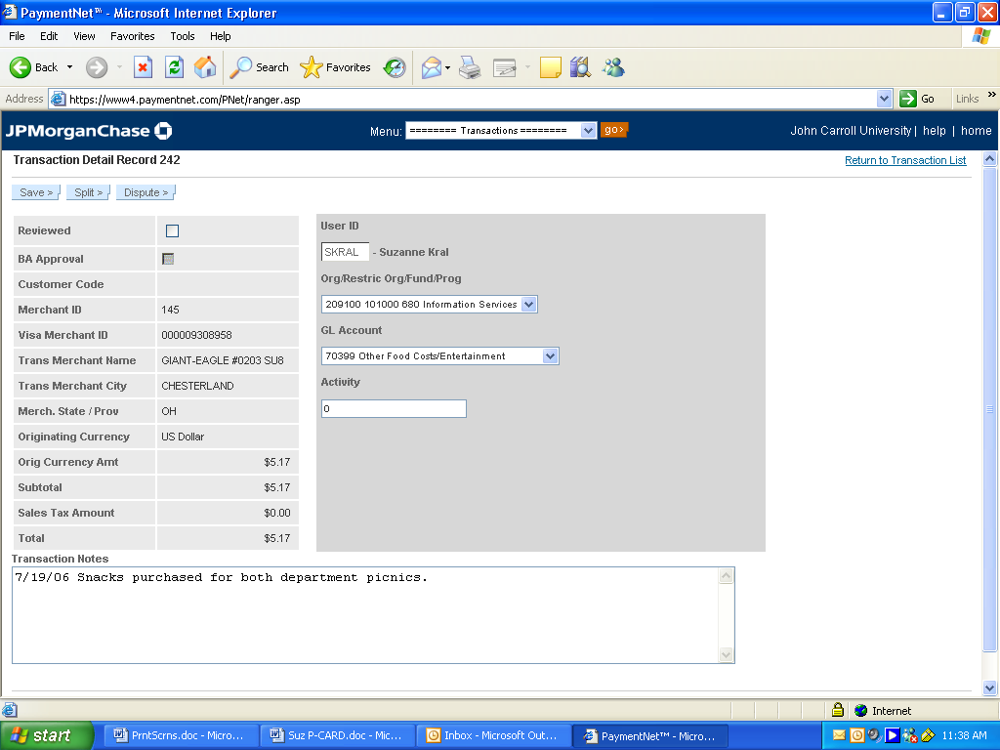 PaymentNet™ - Microsoft Internet Explorer
File Edit View Favorites Tools Help
Back Search Favorites
Address https://www4.paymentnet.com/PNet/ranger.asp Go Links »
JPMorganChase Menu: ======== Transactions ======== go> John Carroll University | help | home
Transaction Detail Record 242 Return to Transaction List
Save > Split > Dispute >
Reviewed
BA Approval
Customer Code
Merchant ID 145
Visa Merchant ID 000009308958
Trans Merchant Name GIANT-EAGLE #0203 SU8
Trans Merchant City CHESTERLAND
Merch. State / Prov OH
Originating Currency US Dollar
Orig Currency Amt $5.17
Subtotal $5.17
Sales Tax Amount $0.00
Total $5.17
User ID
SKRAL - Suzanne Kral
Org/Restric Org/Fund/Prog
209100 101000 680 Information Services
GL Account
70399 Other Food Costs/Entertainment
Activity
0
Transaction Notes
7/19/06 Snacks purchased for both department picnics.
Internet
start PrntScrns.doc - Micro... Suz P-CARD.doc - Mic... Inbox - Microsoft Out... PaymentNet™ - Micro... 11:38 AM